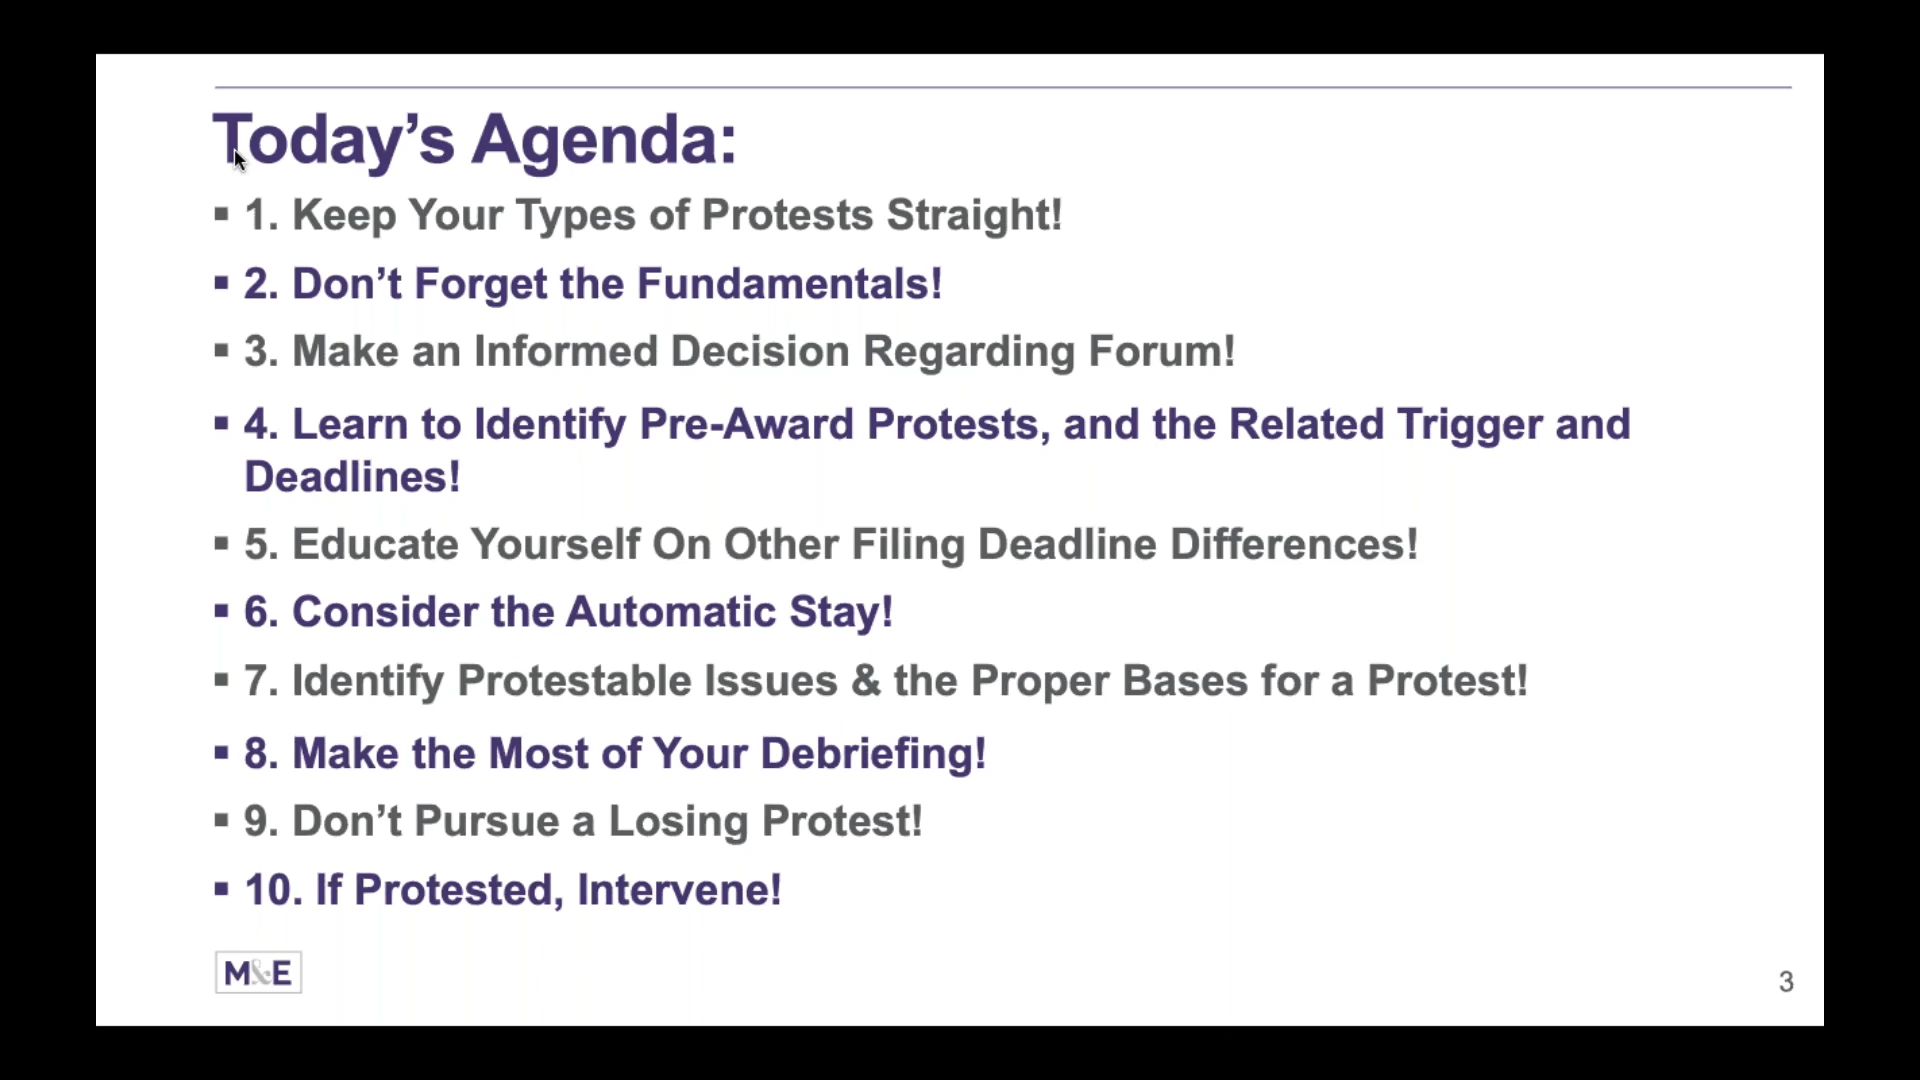 Today’s Agenda:
▪ 1. Keep Your Types of Protests Straight!
▪ 2. Don’t Forget the Fundamentals!
▪ 3. Make an Informed Decision Regarding Forum!
▪ 4. Learn to Identify Pre-Award Protests, and the Related Trigger and
Deadlines!
▪ 5. Educate Yourself On Other Filing Deadline Differences!
▪ 6. Consider the Automatic Stay!
▪ 7. Identify Protestable Issues & the Proper Bases for a Protest!
▪ 8. Make the Most of Your Debriefing!
▪ 9. Don’t Pursue a Losing Protest!
▪ 10. If Protested, Intervene!
M&E
3